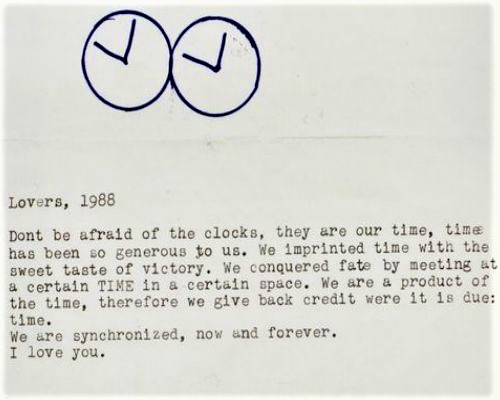 Lovers, 1988
Dont be afraid of the clocks, they are our time, time
has been so generous to us. We imprinted time with the
sweet taste of victory. We conquered fate by meeting at
a certain TIME in a certain space. We are a product of
the time, therefore we give back credit were it is due:
time.
We are synchronized, now and forever.
I love you.